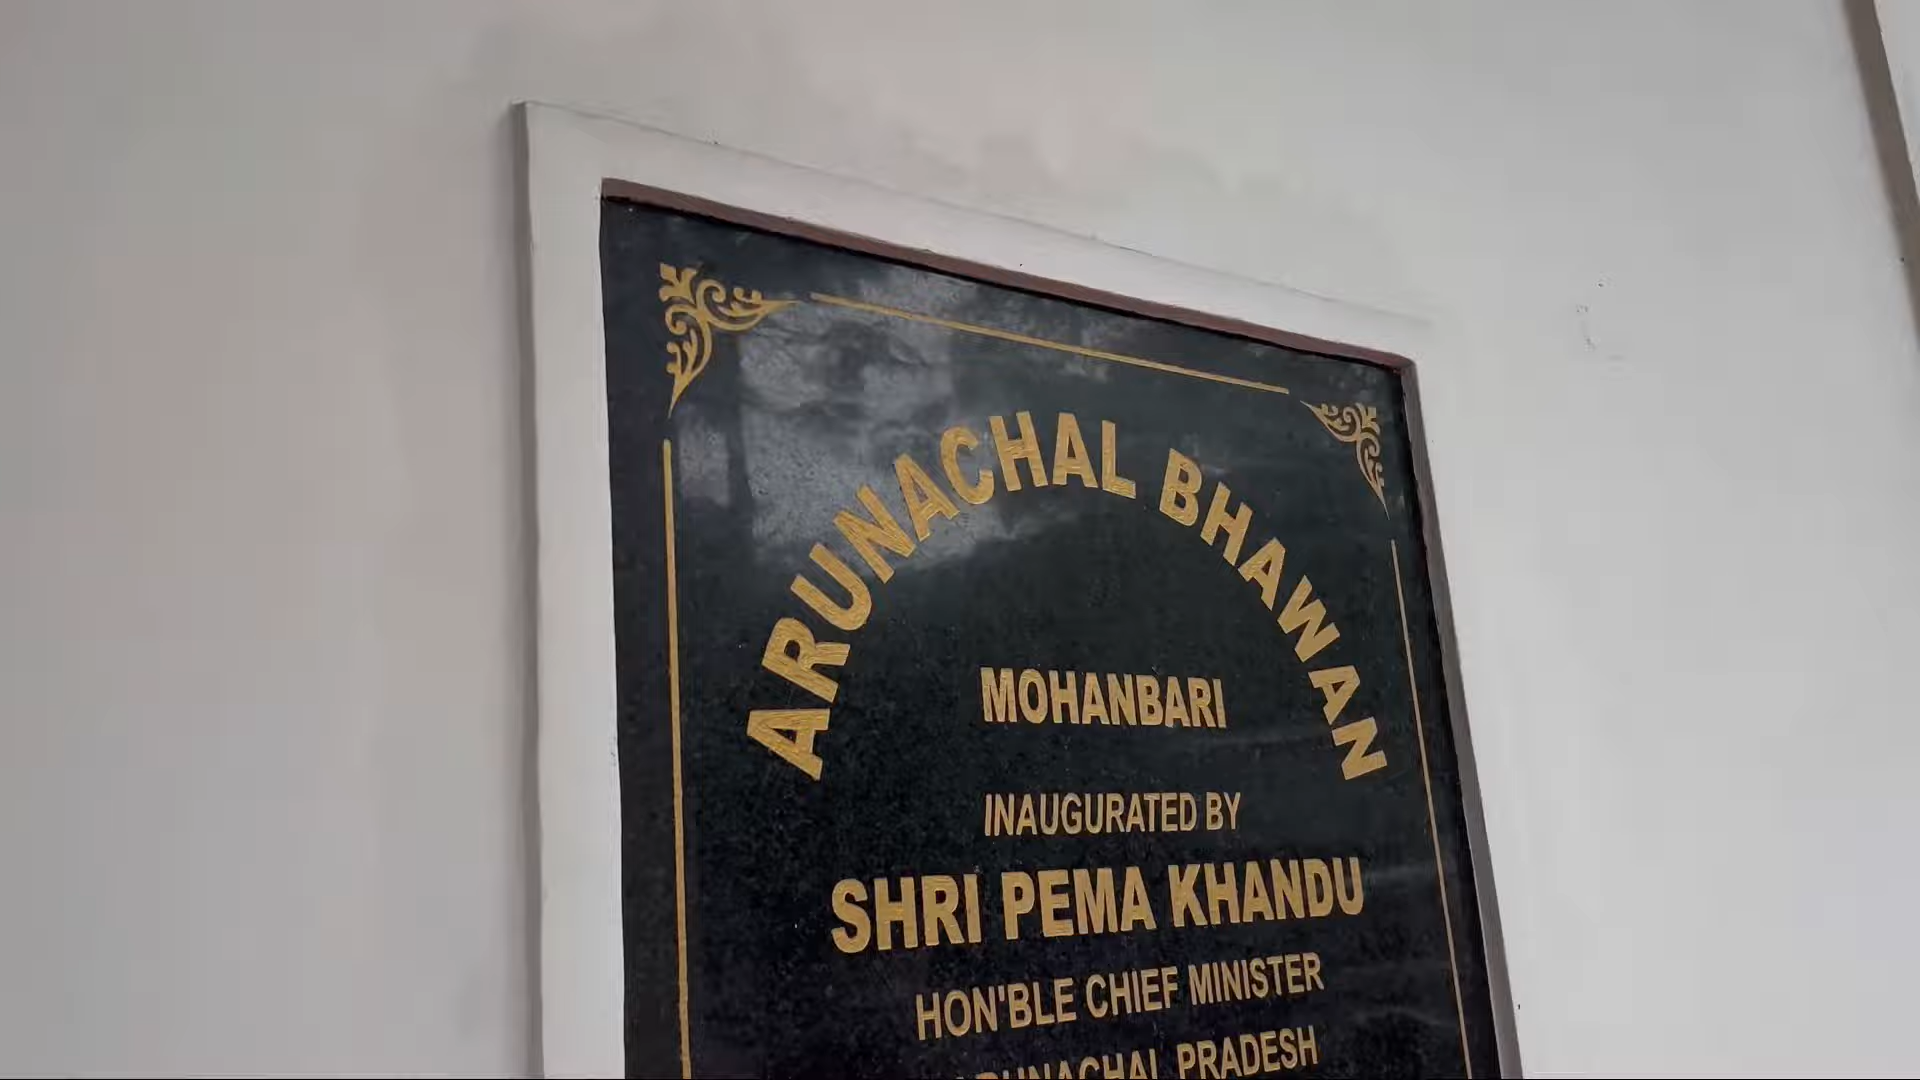 ARUNACHAL BHAWAN
MOHANBARI
INAUGURATED BY
SHRI PEMA KHANDU
HON'BLE CHIEF MINISTER
ARUNACHAL PRADESH